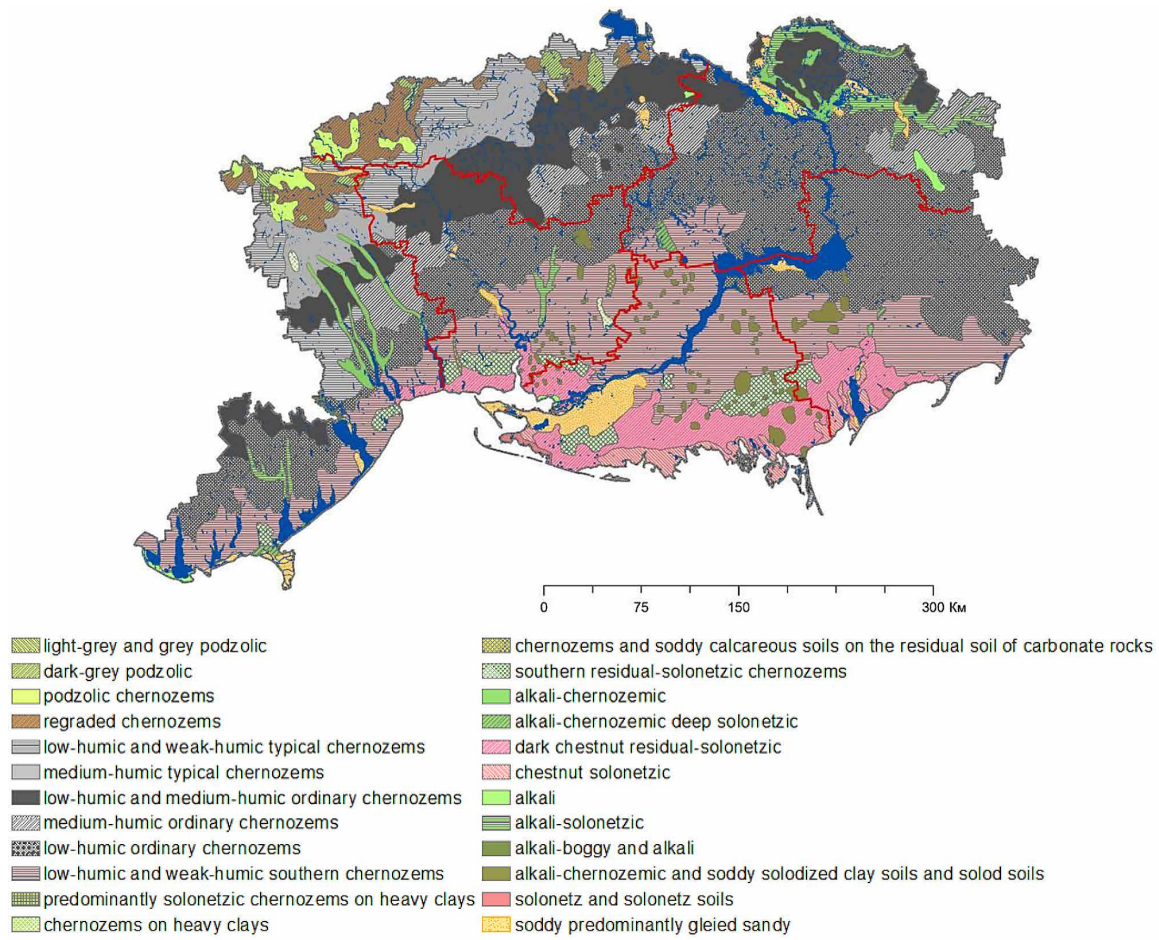 0 75 150 300 Км
light-grey and grey podzolic
dark-grey podzolic
podzolic chernozems
regraded chernozems
low-humic and weak-humic typical chernozems
medium-humic typical chernozems
low-humic and medium-humic ordinary chernozems
medium-humic ordinary chernozems
low-humic ordinary chernozems
low-humic and weak-humic southern chernozems
predominantly solonetzic chernozems on heavy clays
chernozems on heavy clays
chernozems and soddy calcareous soils on the residual soil of carbonate rocks
southern residual-solonetzic chernozems
alkali-chernozemic
alkali-chernozemic deep solonetzic
dark chestnut residual-solonetzic
chestnut solonetzic
alkali
alkali-solonetzic
alkali-boggy and alkali
alkali-chernozemic and soddy solodized clay soils and solod soils
solonetz and solonetz soils
soddy predominantly gleied sandy